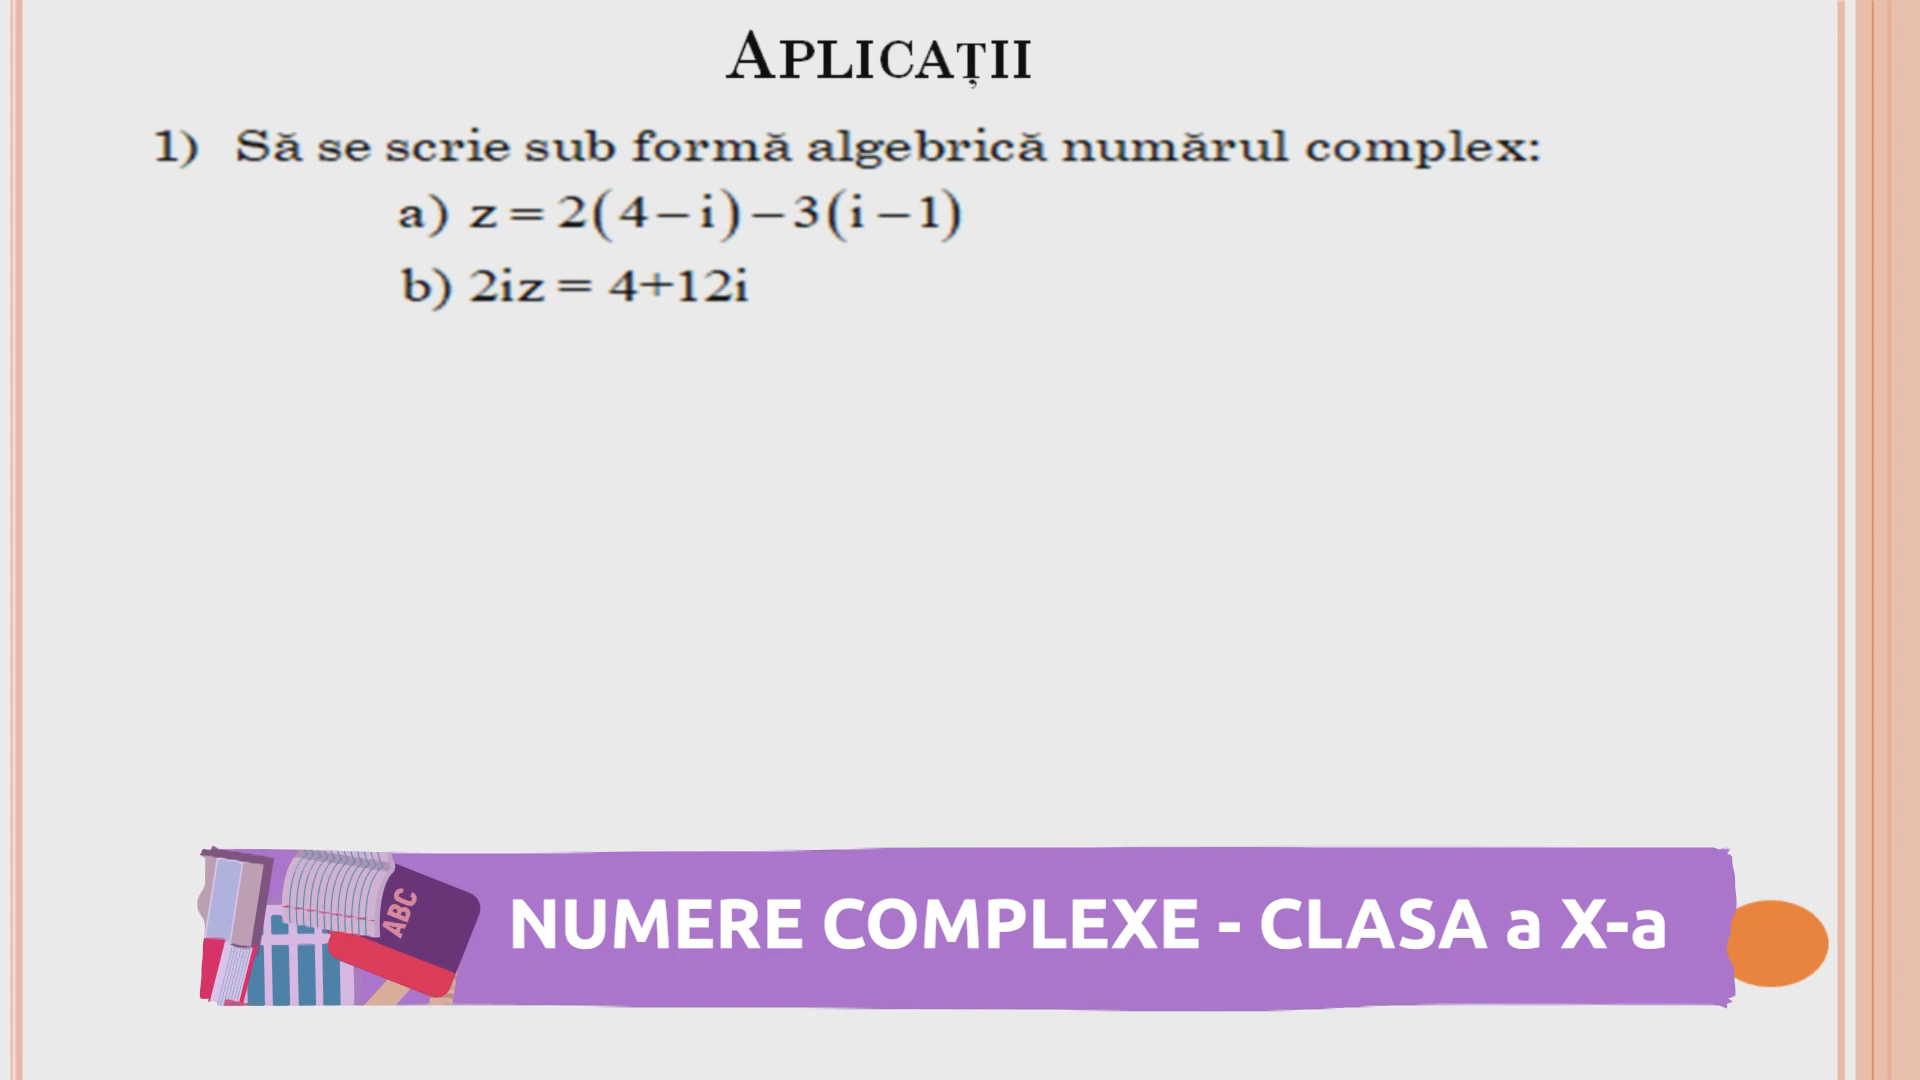 APLICAȚII
1) Să se scrie sub formă algebrică numărul complex:
a) z = 2(4 – i) – 3(i – 1)
b) 2iz = 4+12i
ABC
NUMERE COMPLEXE - CLASA a X-a